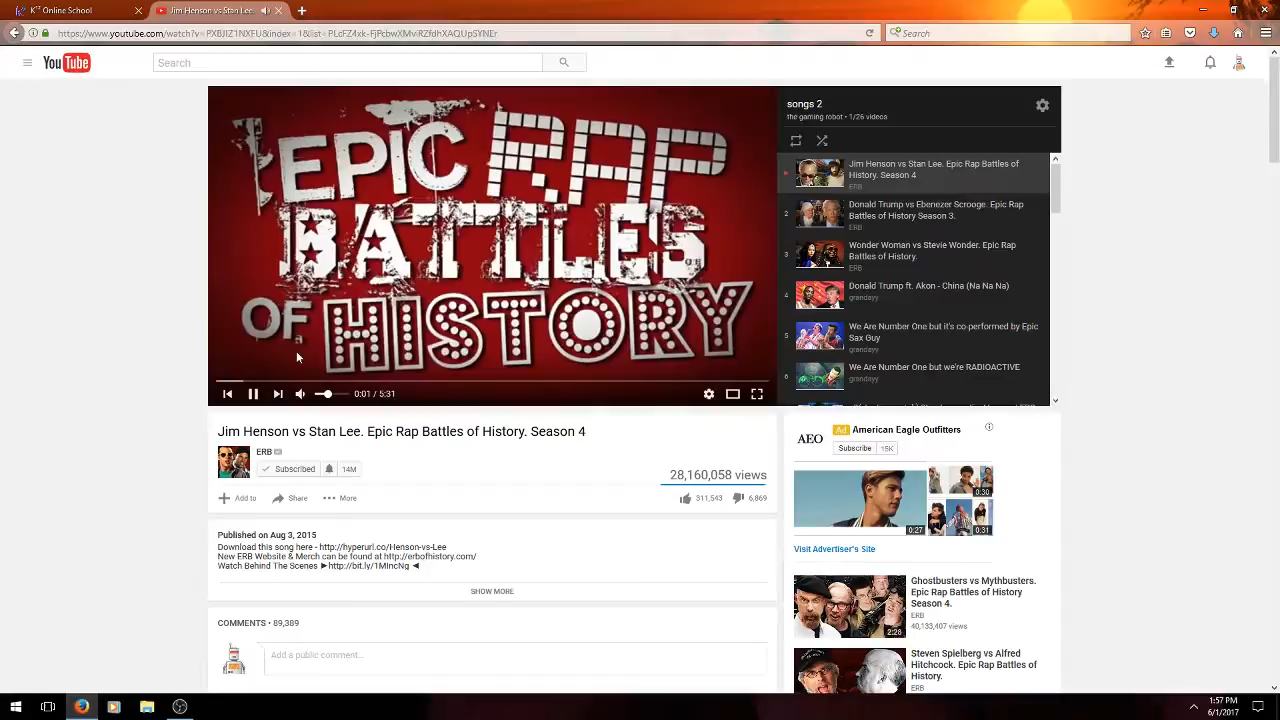 K12 Online School
Jim Henson vs Stan Lee.
https://www.youtube.com/watch?v=PXBJIZ1NXFU&index=1&list=PLcFZ4xk-FjPcbwXMviRZfdhXAQUpSYNEr
Search
YouTube
Search
EPIC RAP
BATTLES
OF HISTORY
0:01 / 5:31
songs 2
the gaming robot • 1/26 videos
Jim Henson vs Stan Lee. Epic Rap Battles of
History. Season 4
ERB
2
Donald Trump vs Ebenezer Scrooge. Epic Rap
Battles of History Season 3.
ERB
3
Wonder Woman vs Stevie Wonder. Epic Rap
Battles of History.
ERB
4
Donald Trump ft. Akon - China (Na Na Na)
grandayy
5
We Are Number One but it's co-performed by Epic
Sax Guy
grandayy
6
We Are Number One but we're RADIOACTIVE
grandayy
Jim Henson vs Stan Lee. Epic Rap Battles of History. Season 4
ERB
Subscribed 14M
28,160,058 views
Add to Share More
311,543 6,869
Published on Aug 3, 2015
Download this song here - http://hyperurl.co/Henson-vs-Lee
New ERB Website & Merch can be found at http://erbofhistory.com/
Watch Behind The Scenes ►http://bit.ly/1MIncNg ◄
SHOW MORE
COMMENTS • 89,389
Add a public comment...
AEO
Ad American Eagle Outfitters
Subscribe 15K
0:30
0:27
0:31
Visit Advertiser's Site
Ghostbusters vs Mythbusters.
Epic Rap Battles of History
Season 4.
ERB
40,133,407 views
2:28
Steven Spielberg vs Alfred
Hitchcock. Epic Rap Battles of
History.
ERB
1:57 PM
6/1/2017